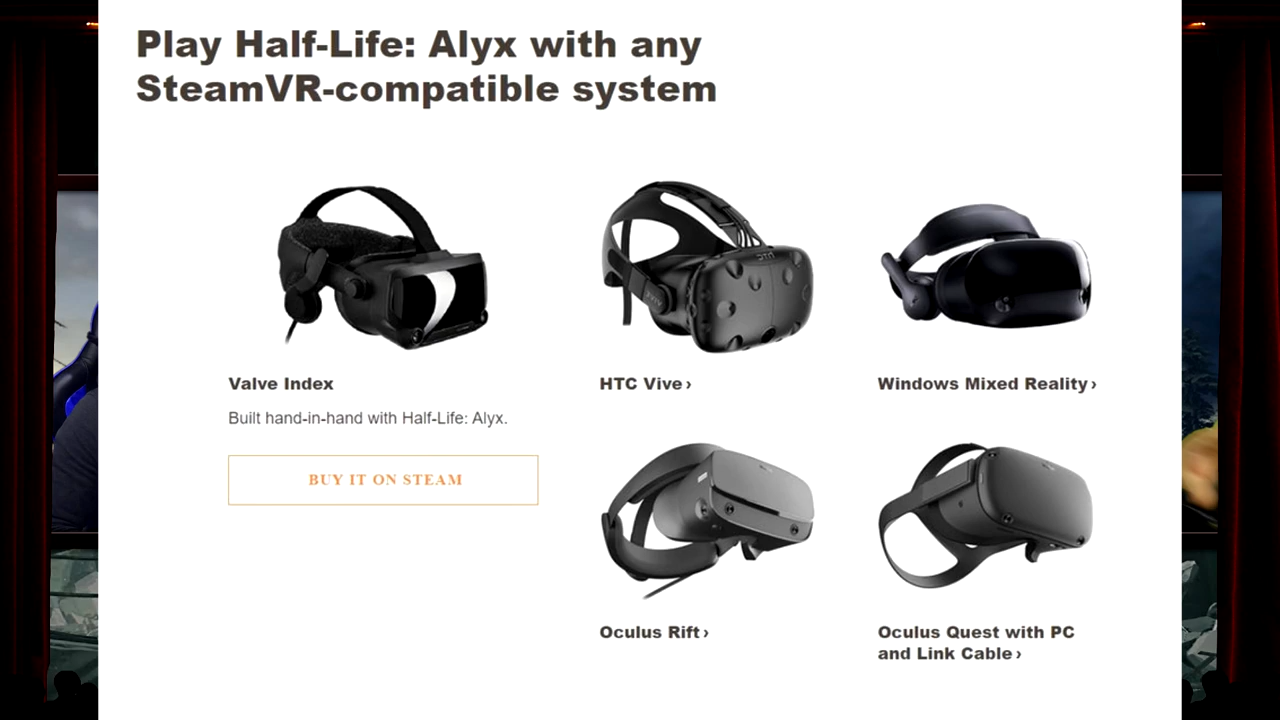 Play Half-Life: Alyx with any
SteamVR-compatible system
Valve Index
Built hand-in-hand with Half-Life: Alyx.
BUY IT ON STEAM
HTC Vive ›
Windows Mixed Reality ›
Oculus Rift ›
Oculus Quest with PC
and Link Cable ›